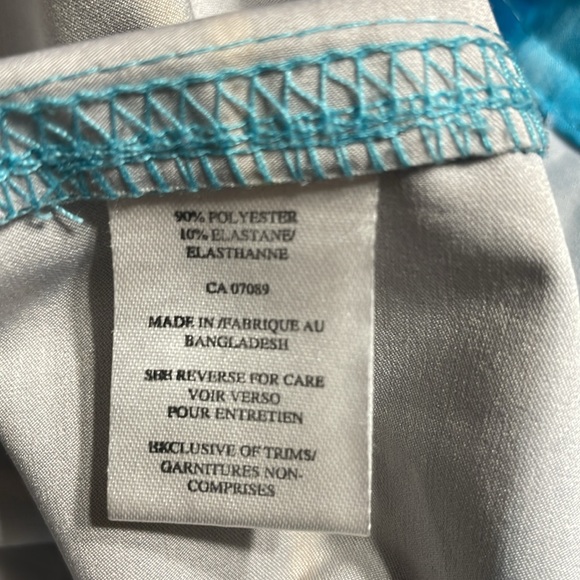 90% POLYESTER
10% ELASTANE/
ELASTHANNE
CA 07089
MADE IN /FABRIQUE AU
BANGLADESH
SEE REVERSE FOR CARE
VOIR VERSO
POUR ENTRETIEN
EXCLUSIVE OF TRIMS/
GARNITURES NON-
COMPRISES